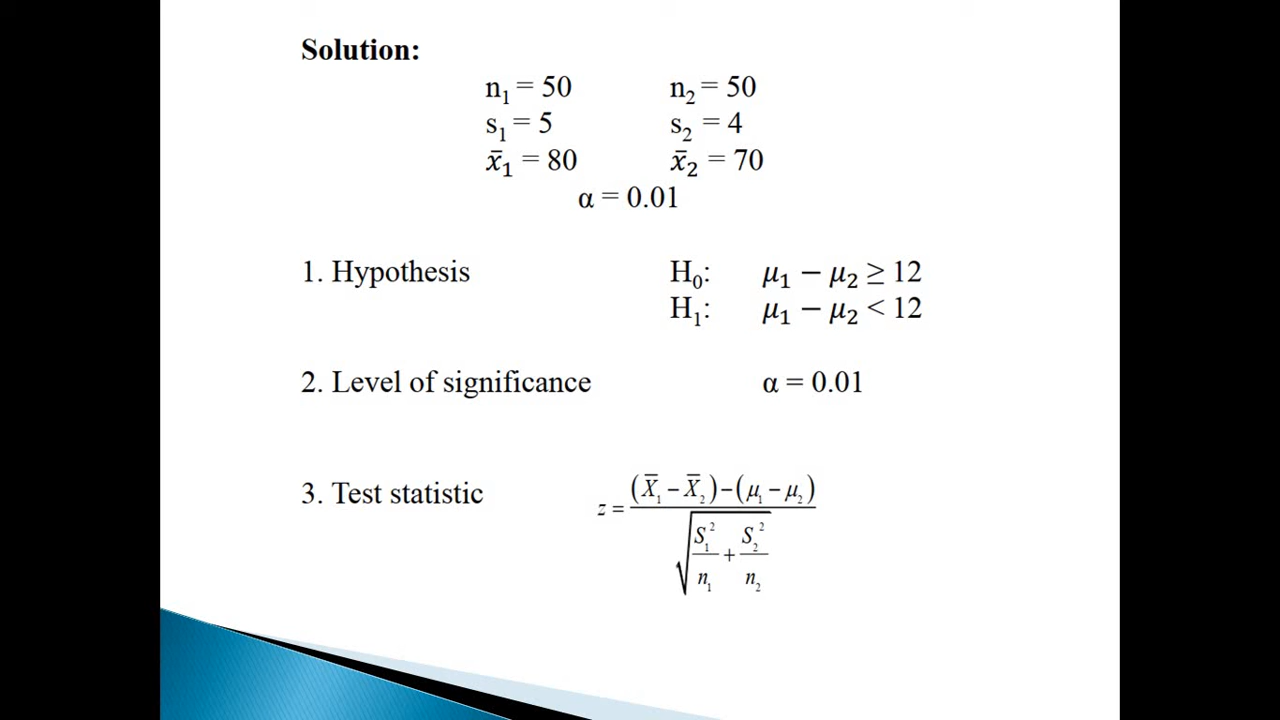 Solution:
n₁ = 50 n₂ = 50
s₁ = 5 s₂ = 4
x̄₁ = 80 x̄₂ = 70
α = 0.01
1. Hypothesis H₀: μ₁ − μ₂ ≥ 12
H₁: μ₁ − μ₂ < 12
2. Level of significance α = 0.01
3. Test statistic z = ((X̄₁ − X̄₂) − (μ₁ − μ₂)) / √(S₁²/n₁ + S₂²/n₂)